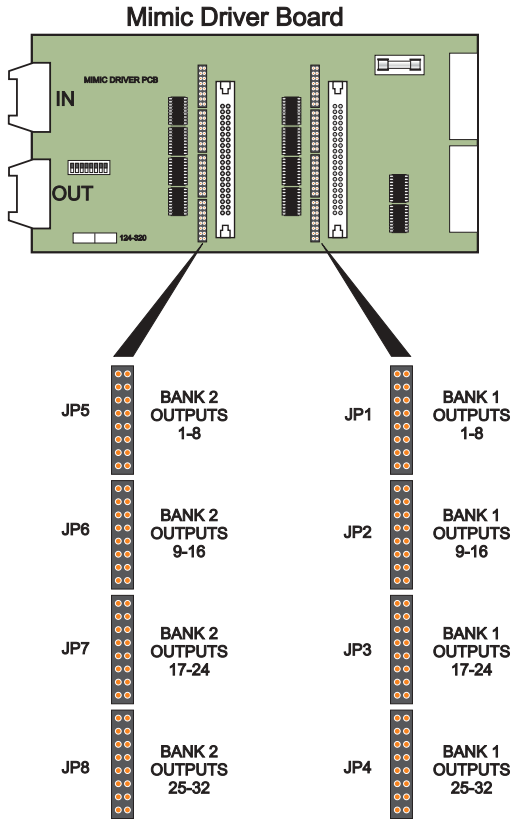 Mimic Driver Board
MIMIC DRIVER PCB
IN
OUT
124-320
JP5
BANK 2
OUTPUTS
1-8
JP1
BANK 1
OUTPUTS
1-8
JP6
BANK 2
OUTPUTS
9-16
JP2
BANK 1
OUTPUTS
9-16
JP7
BANK 2
OUTPUTS
17-24
JP3
BANK 1
OUTPUTS
17-24
JP8
BANK 2
OUTPUTS
25-32
JP4
BANK 1
OUTPUTS
25-32